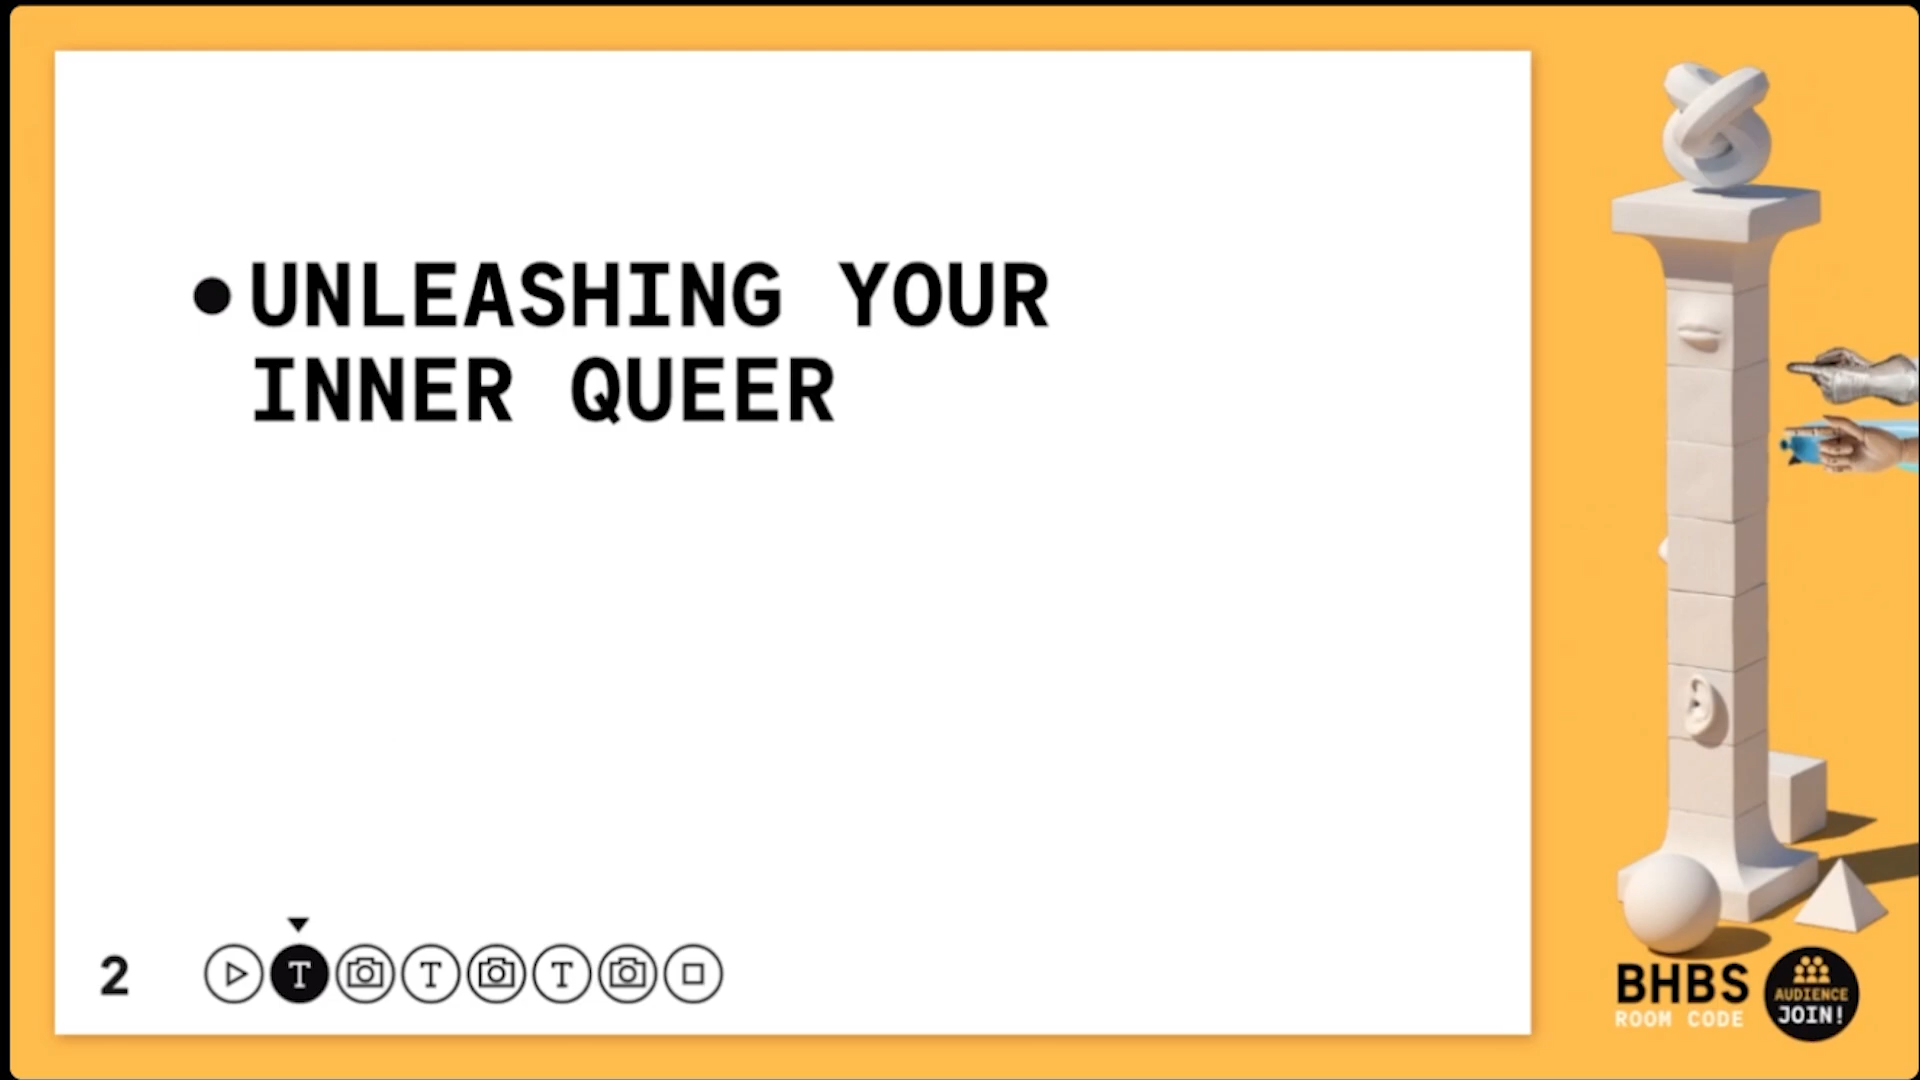 • UNLEASHING YOUR
INNER QUEER
2
T
T
T
BHBS
ROOM CODE
AUDIENCE
JOIN!